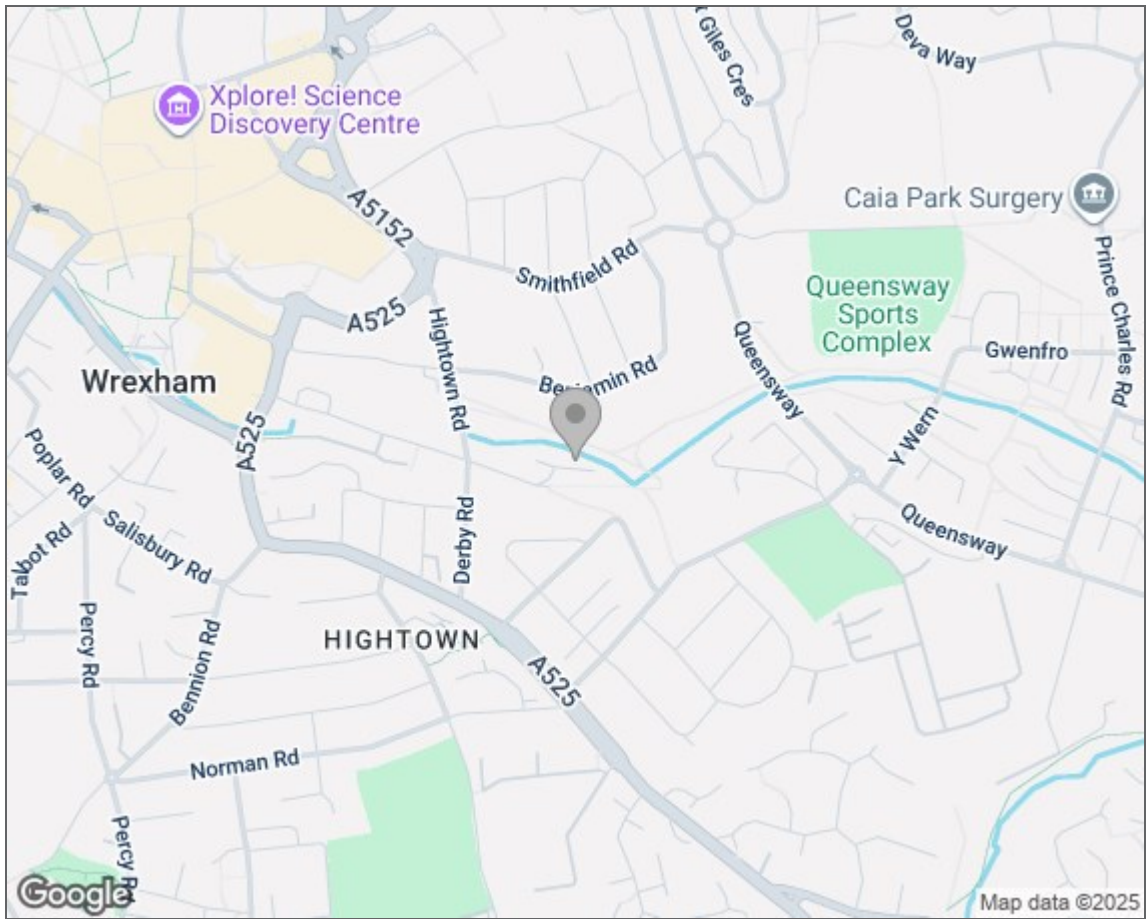 Deva Way
Giles Cres
Xplore! Science
Discovery Centre
Caia Park Surgery
A5152
Smithfield Rd
Prince Charles Rd
Queensway
Sports
Complex
A525
Hightown Rd
Queensway
Gwenfro
Wrexham
Benjamin Rd
Y Wern
A525
Poplar Rd
Salisbury Rd
Talbot Rd
Derby Rd
Queensway
Percy Rd
Bennion Rd
HIGHTOWN
A525
Norman Rd
Percy Rd
Google
Map data ©2025